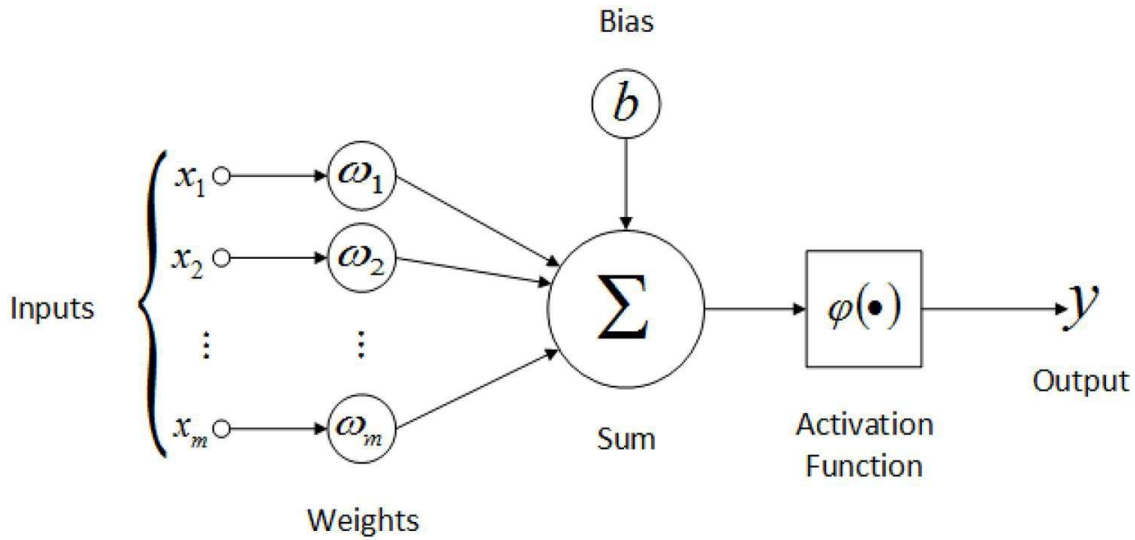 Bias
b
x₁
ω₁
x₂
ω₂
Inputs
Σ
φ(•)
y
⋮
⋮
Output
xₘ
ωₘ
Sum
Activation
Function
Weights